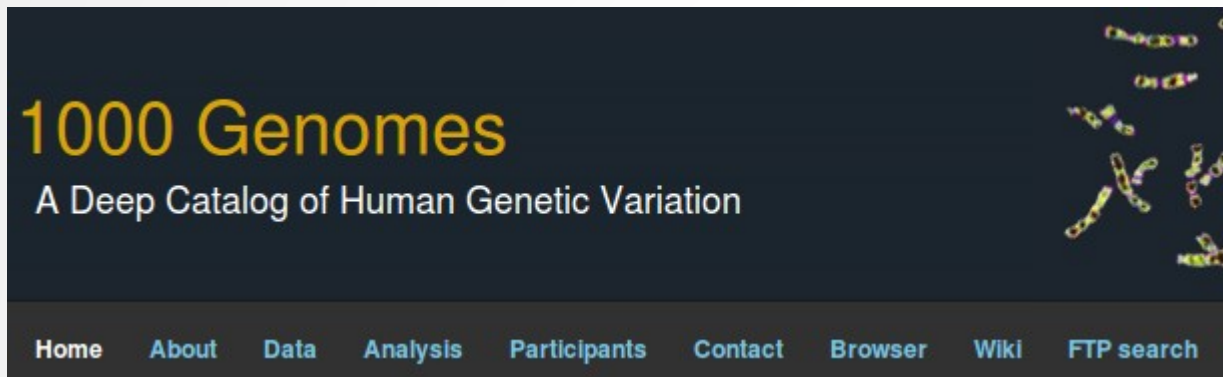 1000 Genomes
A Deep Catalog of Human Genetic Variation
Home About Data Analysis Participants Contact Browser Wiki FTP search